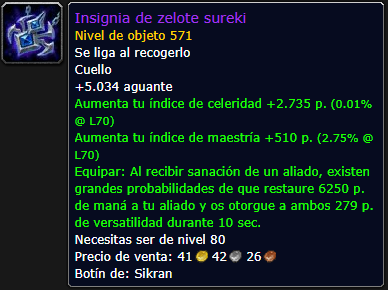 Insignia de zelote sureki
Nivel de objeto 571
Se liga al recogerlo
Cuello
+5.034 aguante
Aumenta tu índice de celeridad +2.735 p. (0.01%
@ L70)
Aumenta tu índice de maestría +510 p. (2.75% @
L70)
Equipar: Al recibir sanación de un aliado, existen
grandes probabilidades de que restaure 6250 p.
de maná a tu aliado y os otorgue a ambos 279 p.
de versatilidad durante 10 sec.
Necesitas ser de nivel 80
Precio de venta: 41 42 26
Botín de: Sikran